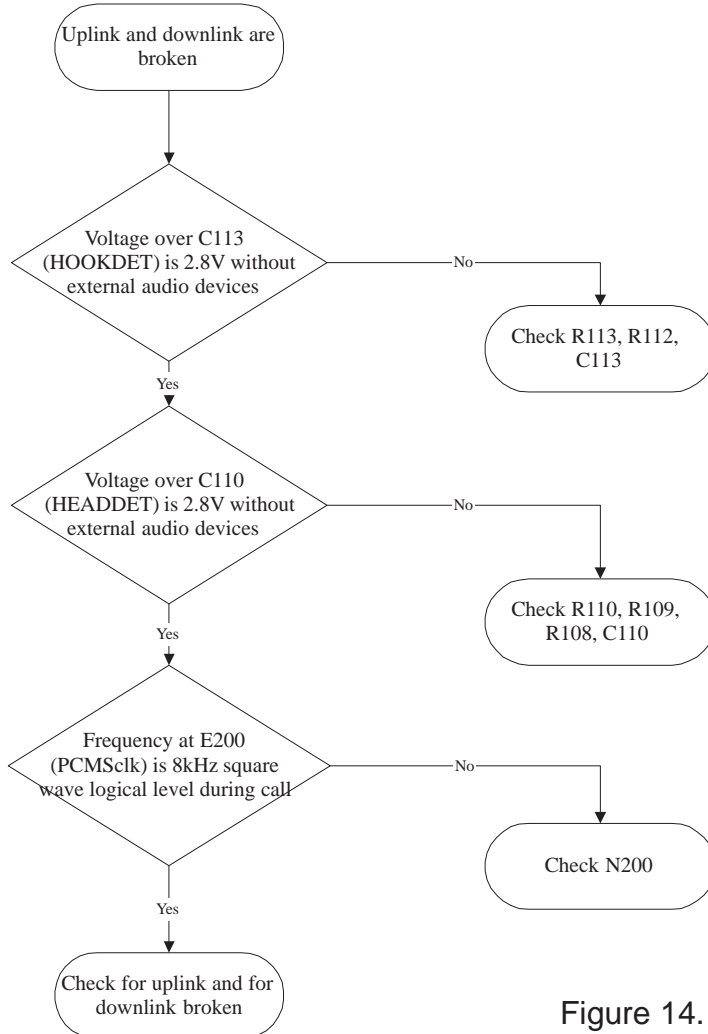 Uplink and downlink are
broken
Voltage over C113
(HOOKDET) is 2.8V without
external audio devices
No
Check R113, R112,
C113
Yes
Voltage over C110
(HEADDET) is 2.8V without
external audio devices
No
Check R110, R109,
R108, C110
Yes
Frequency at E200
(PCMSclk) is 8kHz square
wave logical level during call
No
Check N200
Yes
Check for uplink and for
downlink broken
Figure 14.